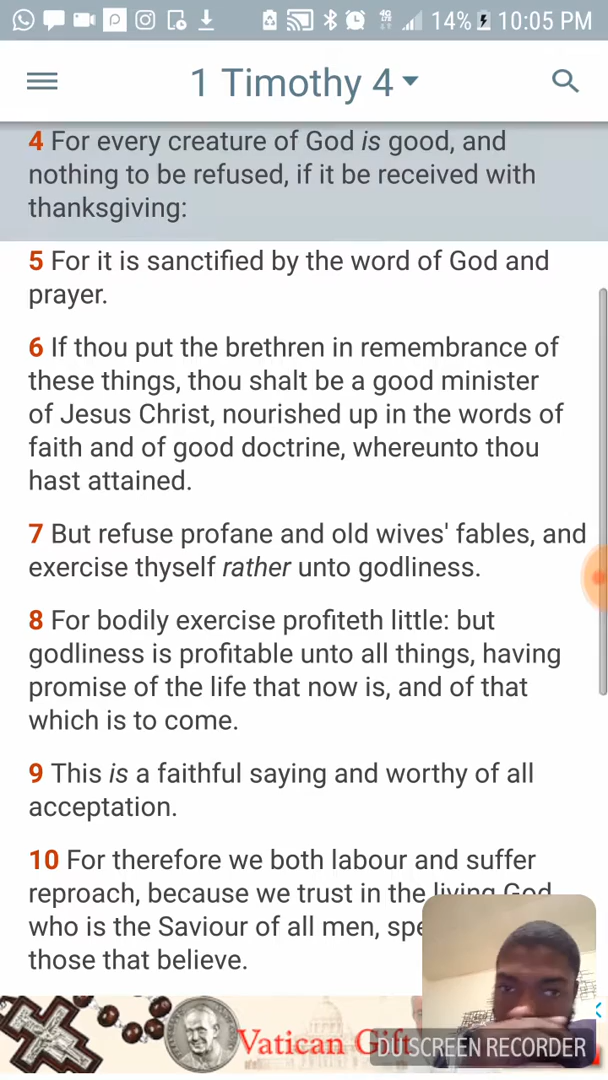 14% 10:05 PM
1 Timothy 4
4 For every creature of God is good, and
nothing to be refused, if it be received with
thanksgiving:
5 For it is sanctified by the word of God and
prayer.
6 If thou put the brethren in remembrance of
these things, thou shalt be a good minister
of Jesus Christ, nourished up in the words of
faith and of good doctrine, whereunto thou
hast attained.
7 But refuse profane and old wives' fables, and
exercise thyself rather unto godliness.
8 For bodily exercise profiteth little: but
godliness is profitable unto all things, having
promise of the life that now is, and of that
which is to come.
9 This is a faithful saying and worthy of all
acceptation.
10 For therefore we both labour and suffer
reproach, because we trust in the living God,
who is the Saviour of all men, spe
those that believe.
Vatican Gift
DU SCREEN RECORDER